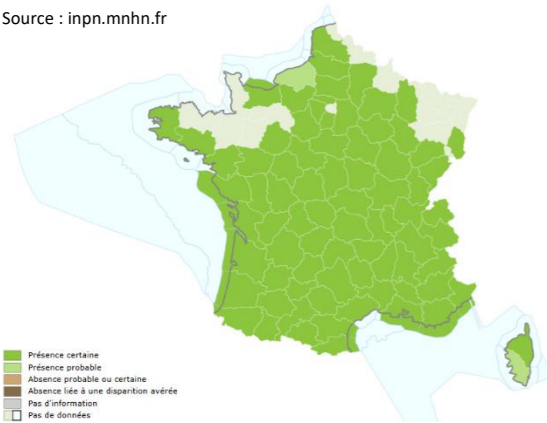 Source : inpn.mnhn.fr
Présence certaine
Présence probable
Absence probable ou certaine
Absence liée à une disparition avérée
Pas d'information
Pas de données